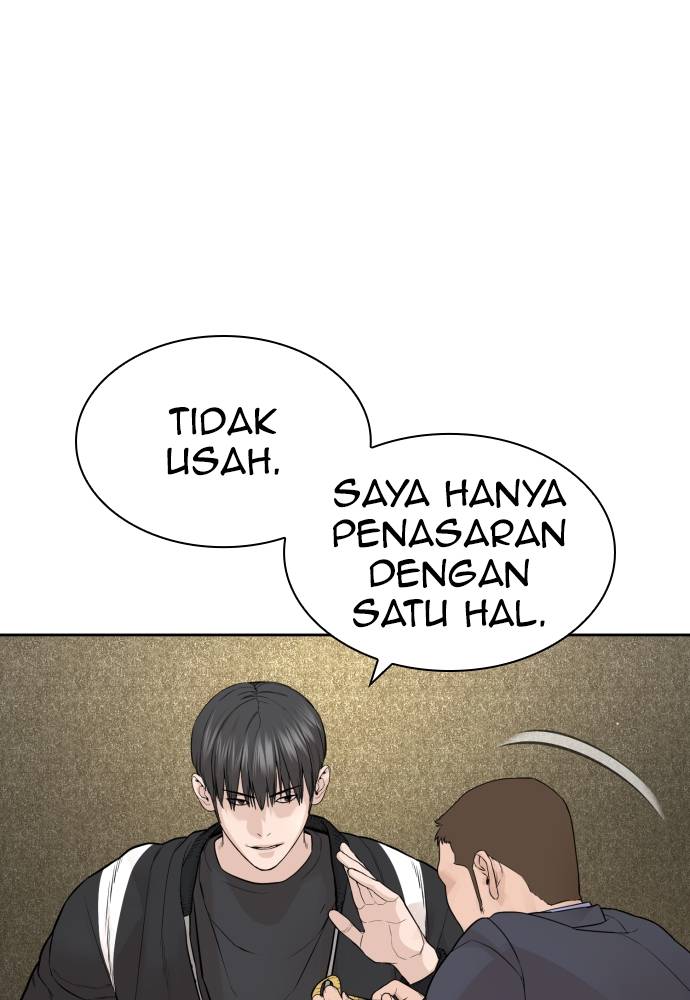 TIDAK
USAH.
SAYA HANYA
PENASARAN
DENGAN
SATU HAL.